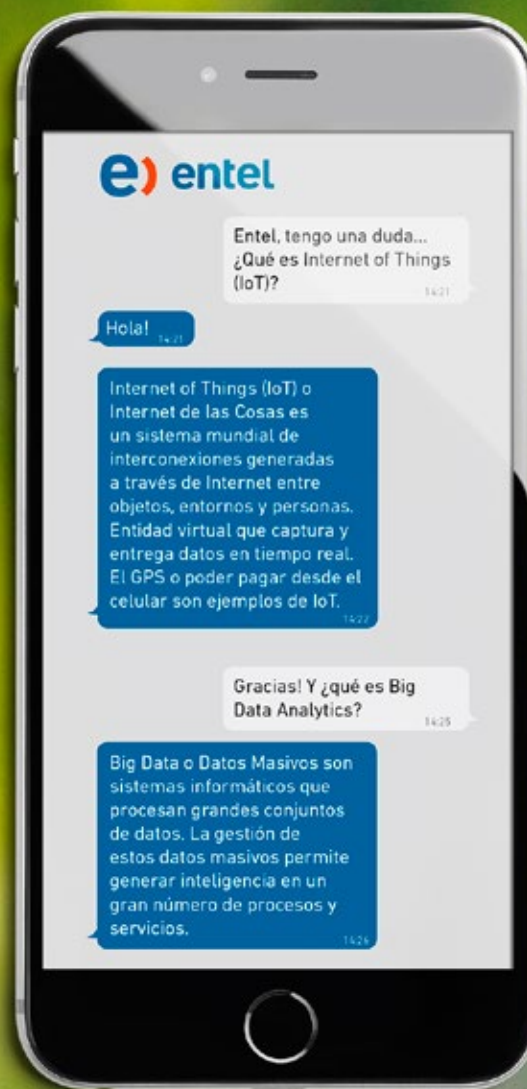 e) entel
Entel, tengo una duda...
¿Qué es Internet of Things
(IoT)?
14:21
Hola!
14:21
Internet of Things (IoT) o
Internet de las Cosas es
un sistema mundial de
interconexiones generadas
a través de Internet entre
objetos, entornos y personas.
Entidad virtual que captura y
entrega datos en tiempo real.
El GPS o poder pagar desde el
celular son ejemplos de IoT.
14:22
Gracias! Y ¿qué es Big
Data Analytics?
14:25
Big Data o Datos Masivos son
sistemas informáticos que
procesan grandes conjuntos
de datos. La gestión de
estos datos masivos permite
generar inteligencia en un
gran número de procesos y
servicios.
14:26